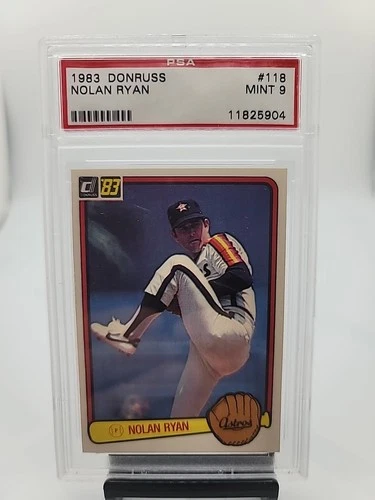 PSA
1983 DONRUSS #118
NOLAN RYAN MINT 9
11825904
'83
S
P NOLAN RYAN
Astros